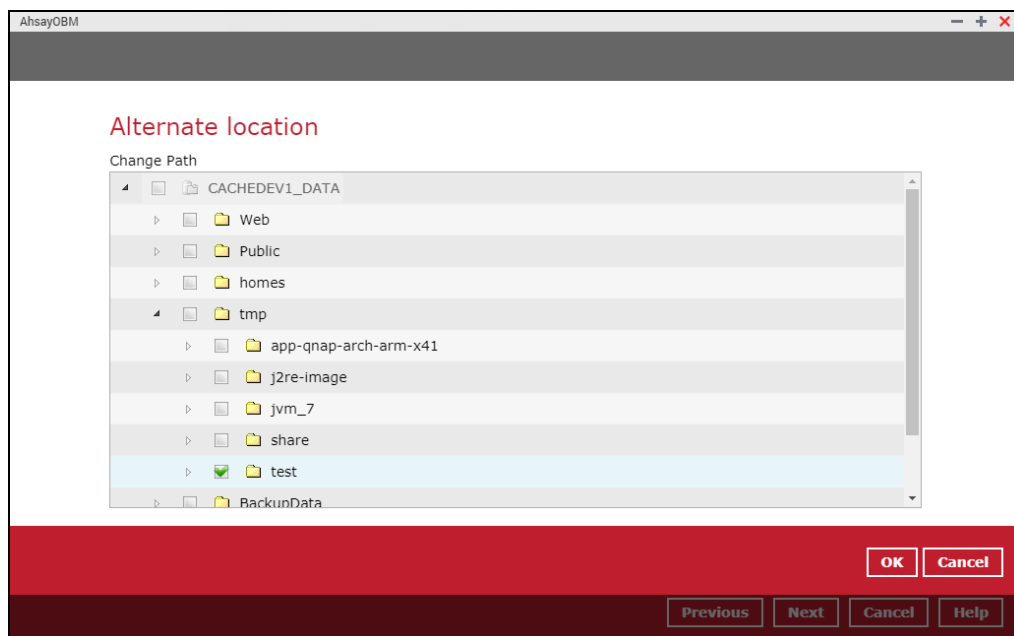 AhsayOBM
Alternate location
Change Path
CACHEDEV1_DATA
Web
Public
homes
tmp
app-qnap-arch-arm-x41
j2re-image
jvm_7
share
test
BackupData
OK Cancel
Previous Next Cancel Help